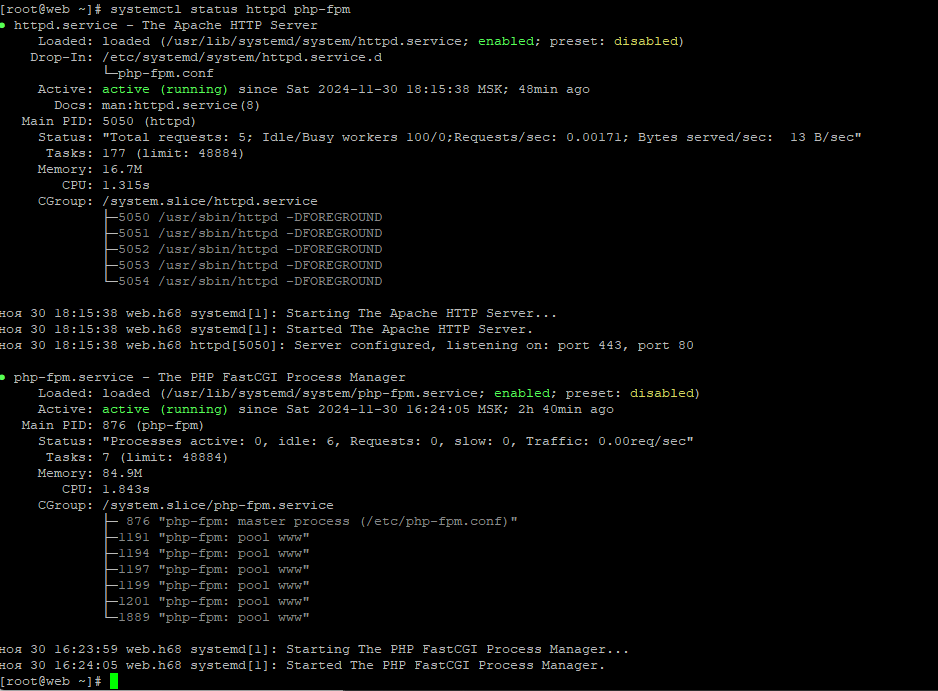 [root@web ~]# systemctl status httpd php-fpm
● httpd.service - The Apache HTTP Server
     Loaded: loaded (/usr/lib/systemd/system/httpd.service; enabled; preset: disabled)
    Drop-In: /etc/systemd/system/httpd.service.d
             └─php-fpm.conf
     Active: active (running) since Sat 2024-11-30 18:15:38 MSK; 48min ago
       Docs: man:httpd.service(8)
   Main PID: 5050 (httpd)
     Status: "Total requests: 5; Idle/Busy workers 100/0;Requests/sec: 0.00171; Bytes served/sec:  13 B/sec"
      Tasks: 177 (limit: 48884)
     Memory: 16.7M
        CPU: 1.315s
     CGroup: /system.slice/httpd.service
             ├─5050 /usr/sbin/httpd -DFOREGROUND
             ├─5051 /usr/sbin/httpd -DFOREGROUND
             ├─5052 /usr/sbin/httpd -DFOREGROUND
             ├─5053 /usr/sbin/httpd -DFOREGROUND
             └─5054 /usr/sbin/httpd -DFOREGROUND
ноя 30 18:15:38 web.h68 systemd[1]: Starting The Apache HTTP Server...
ноя 30 18:15:38 web.h68 systemd[1]: Started The Apache HTTP Server.
ноя 30 18:15:38 web.h68 httpd[5050]: Server configured, listening on: port 443, port 80
● php-fpm.service - The PHP FastCGI Process Manager
     Loaded: loaded (/usr/lib/systemd/system/php-fpm.service; enabled; preset: disabled)
     Active: active (running) since Sat 2024-11-30 16:24:05 MSK; 2h 40min ago
   Main PID: 876 (php-fpm)
     Status: "Processes active: 0, idle: 6, Requests: 0, slow: 0, Traffic: 0.00req/sec"
      Tasks: 7 (limit: 48884)
     Memory: 84.9M
        CPU: 1.843s
     CGroup: /system.slice/php-fpm.service
             ├─ 876 "php-fpm: master process (/etc/php-fpm.conf)"
             ├─1191 "php-fpm: pool www"
             ├─1194 "php-fpm: pool www"
             ├─1197 "php-fpm: pool www"
             ├─1199 "php-fpm: pool www"
             ├─1201 "php-fpm: pool www"
             └─1889 "php-fpm: pool www"
ноя 30 16:23:59 web.h68 systemd[1]: Starting The PHP FastCGI Process Manager...
ноя 30 16:24:05 web.h68 systemd[1]: Started The PHP FastCGI Process Manager.
[root@web ~]#